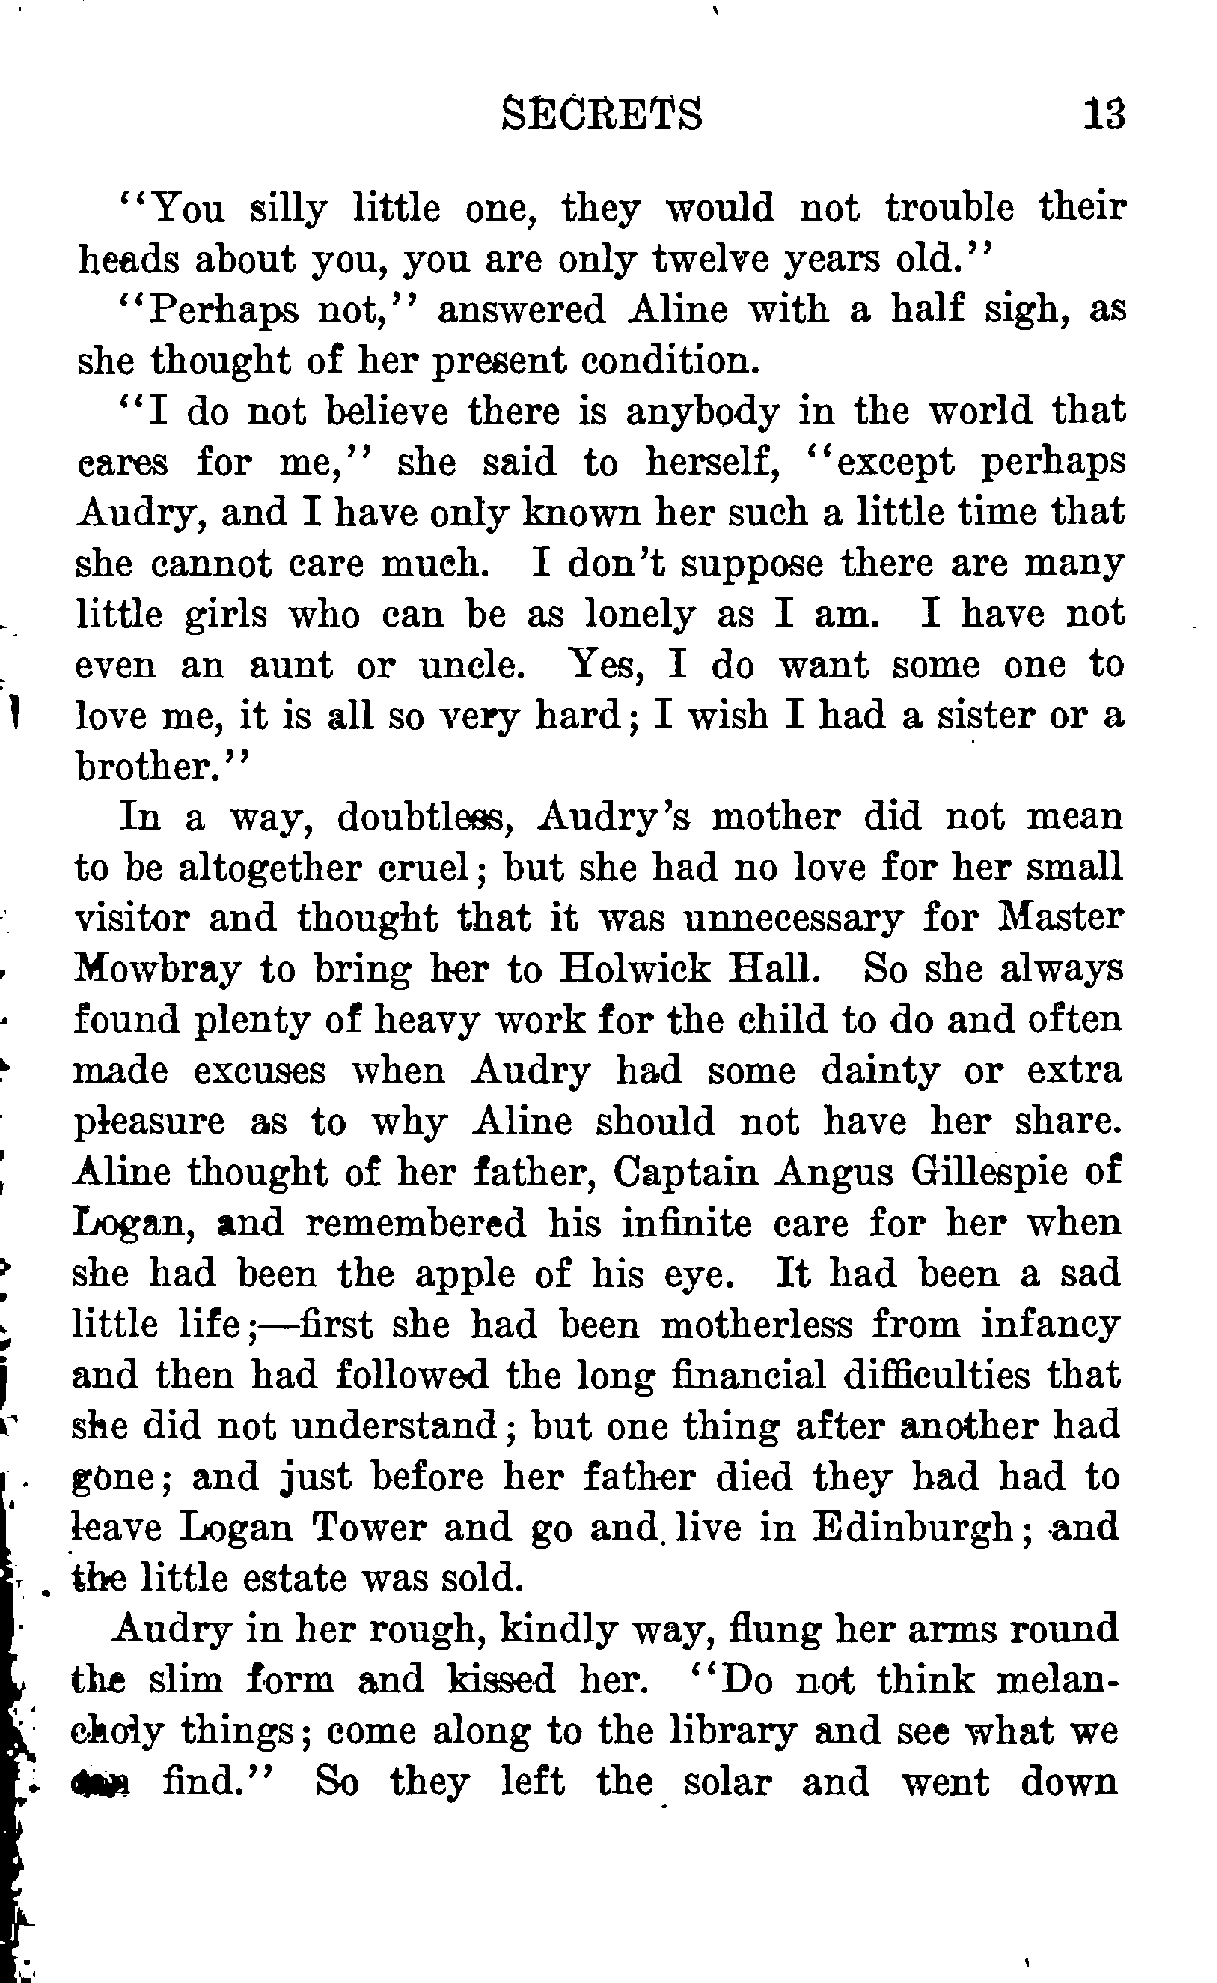 SECRETS 13
"You silly little one, they would not trouble their
heads about you, you are only twelve years old."
"Perhaps not," answered Aline with a half sigh, as
she thought of her present condition.
"I do not believe there is anybody in the world that
cares for me," she said to herself, "except perhaps
Audry, and I have only known her such a little time that
she cannot care much. I don't suppose there are many
little girls who can be as lonely as I am. I have not
even an aunt or uncle. Yes, I do want some one to
love me, it is all so very hard; I wish I had a sister or a
brother."
In a way, doubtless, Audry's mother did not mean
to be altogether cruel; but she had no love for her small
visitor and thought that it was unnecessary for Master
Mowbray to bring her to Holwick Hall. So she always
found plenty of heavy work for the child to do and often
made excuses when Audry had some dainty or extra
pleasure as to why Aline should not have her share.
Aline thought of her father, Captain Angus Gillespie of
Logan, and remembered his infinite care for her when
she had been the apple of his eye. It had been a sad
little life;—first she had been motherless from infancy
and then had followed the long financial difficulties that
she did not understand; but one thing after another had
gone; and just before her father died they had had to
leave Logan Tower and go and live in Edinburgh; and
the little estate was sold.
Audry in her rough, kindly way, flung her arms round
the slim form and kissed her. "Do not think melan-
choly things; come along to the library and see what we
find." So they left the solar and went down